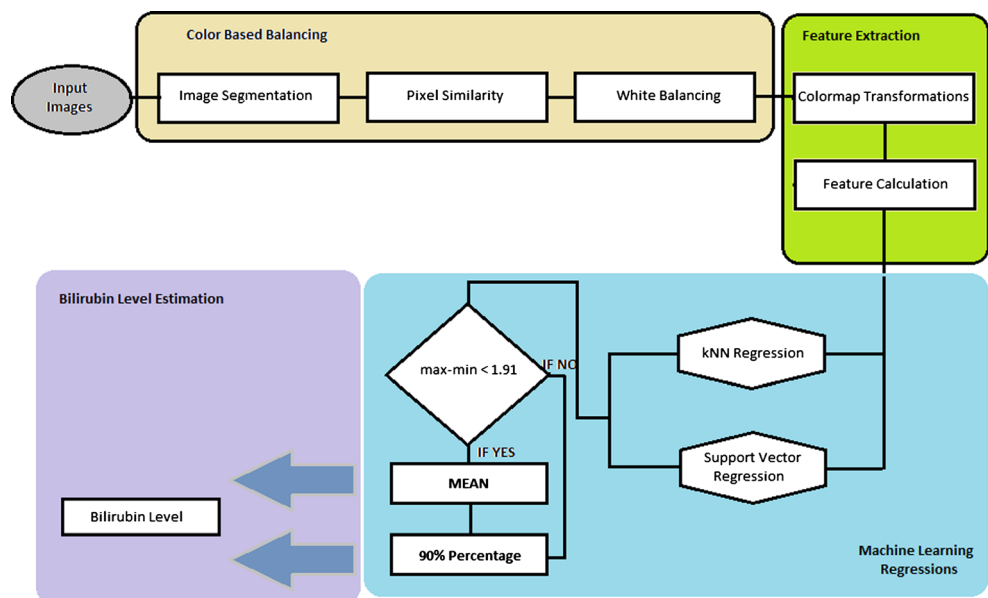 Color Based Balancing
Feature Extraction
Input
Images
Image Segmentation
Pixel Similarity
White Balancing
Colormap Transformations
Feature Calculation
Bilirubin Level Estimation
max-min < 1.91
IF NO
kNN Regression
IF YES
Support Vector
Regression
MEAN
Bilirubin Level
90% Percentage
Machine Learning
Regressions